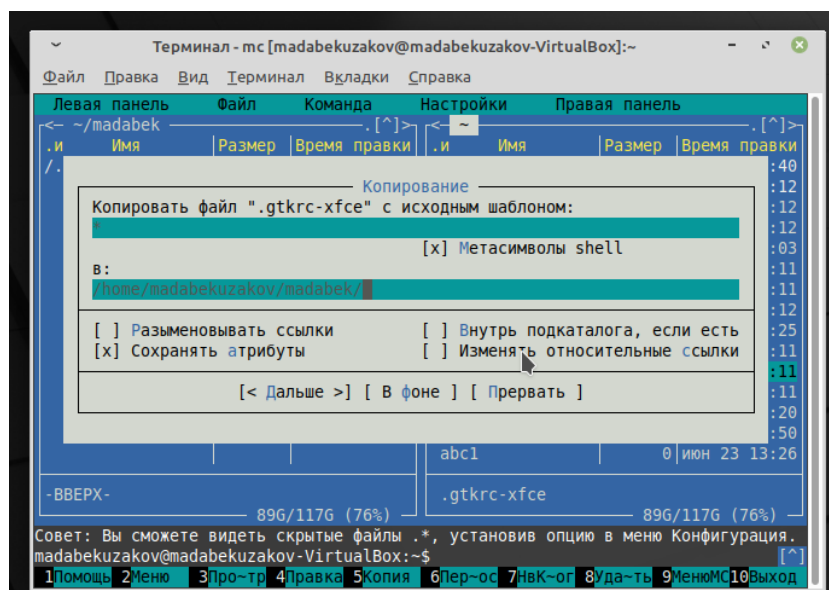 Терминал - mc [madabekuzakov@madabekuzakov-VirtualBox]:~
Файл Правка Вид Терминал Вкладки Справка
Левая панель Файл Команда Настройки Правая панель
<— ~/madabek .[^]> <— ~ .[^]>
.и Имя Размер Время правки .и Имя Размер Время правки
/. :40
Копирование :12
Копировать файл ".gtkrc-xfce" с исходным шаблоном: :12
* :12
[x] Метасимволы shell :03
в: :11
/home/madabekuzakov/madabek/ :11
:12
[ ] Разыменовывать ссылки [ ] Внутрь подкаталога, если есть :25
[x] Сохранять атрибуты [ ] Изменять относительные ссылки :11
:11
[< Дальше >] [ В фоне ] [ Прервать ] :11
:20
:50
abc1 0 июн 23 13:26
-ВВЕРХ- .gtkrc-xfce
89G/117G (76%) 89G/117G (76%)
Совет: Вы сможете видеть скрытые файлы .*, установив опцию в меню Конфигурация.
madabekuzakov@madabekuzakov-VirtualBox:~$ [^]
1Помощь 2Меню 3Про~тр 4Правка 5Копия 6Пер~ос 7НвК~ог 8Уда~ть 9МенюМС 10Выход